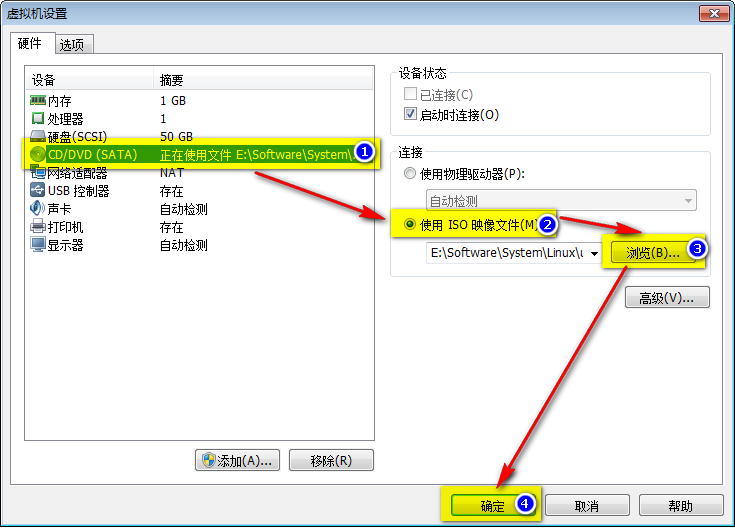 虚拟机设置
硬件 选项
设备 摘要
内存 1 GB
处理器 1
硬盘(SCSI) 50 GB
CD/DVD (SATA) 正在使用文件 E:\Software\System\ 1
网络适配器 NAT
USB 控制器 存在
声卡 自动检测
打印机 存在
显示器 自动检测
添加(A)... 移除(R)
设备状态
已连接(C)
启动时连接(O)
连接
使用物理驱动器(P):
自动检测
使用 ISO 映像文件(M) 2
E:\Software\System\Linux\u 浏览(B)... 3
高级(V)...
确定 4 取消 帮助